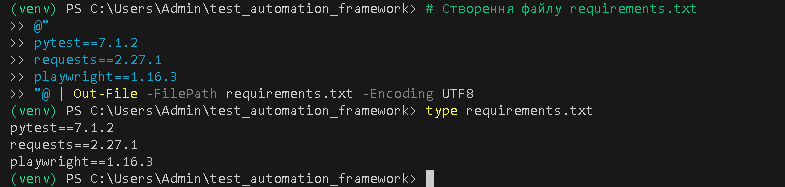 (venv) PS C:\Users\Admin\test_automation_framework> # Створення файлу requirements.txt
>> @"
>> pytest==7.1.2
>> requests==2.27.1
>> playwright==1.16.3
>> "@ | Out-File -FilePath requirements.txt -Encoding UTF8
(venv) PS C:\Users\Admin\test_automation_framework> type requirements.txt
pytest==7.1.2
requests==2.27.1
playwright==1.16.3
(venv) PS C:\Users\Admin\test_automation_framework>